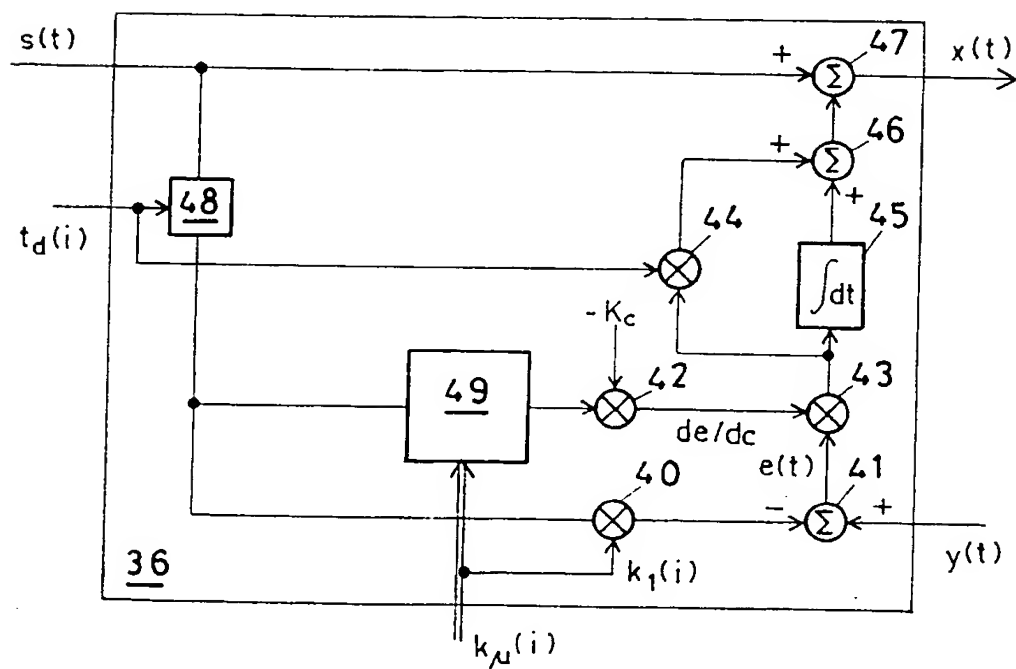 s(t)
+
Σ
47
x(t)
+
Σ
46
48
t_d(i)
44
+
45
∫dt
-K_c
49
42
43
de/dc
e(t)
40
41
-
Σ
+
36
k_1(i)
y(t)
k_μ(i)